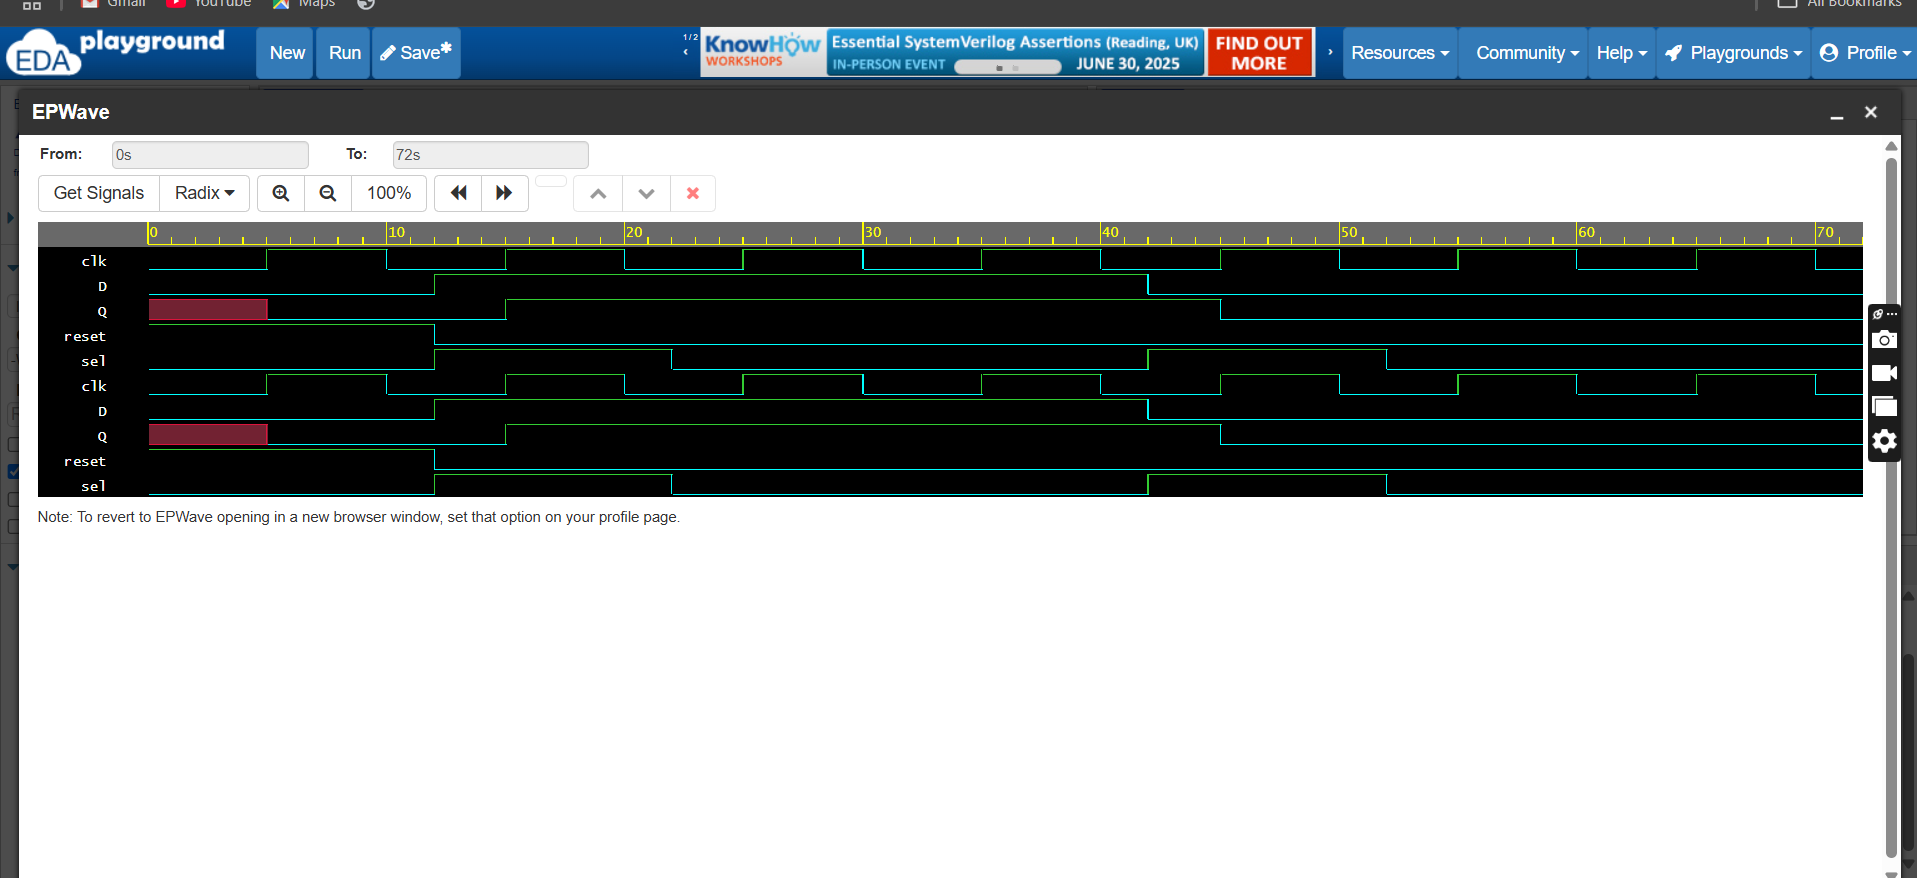 Gmail YouTube Maps All Bookmarks
EDA playground New Run Save* 1/2 ‹ KnowHow WORKSHOPS Essential SystemVerilog Assertions (Reading, UK) IN-PERSON EVENT JUNE 30, 2025 FIND OUT MORE › Resources Community Help Playgrounds Profile
EPWave
From: 0s To: 72s
Get Signals Radix 100%
0 10 20 30 40 50 60 70
clk
D
Q
reset
sel
clk
D
Q
reset
sel
Note: To revert to EPWave opening in a new browser window, set that option on your profile page.